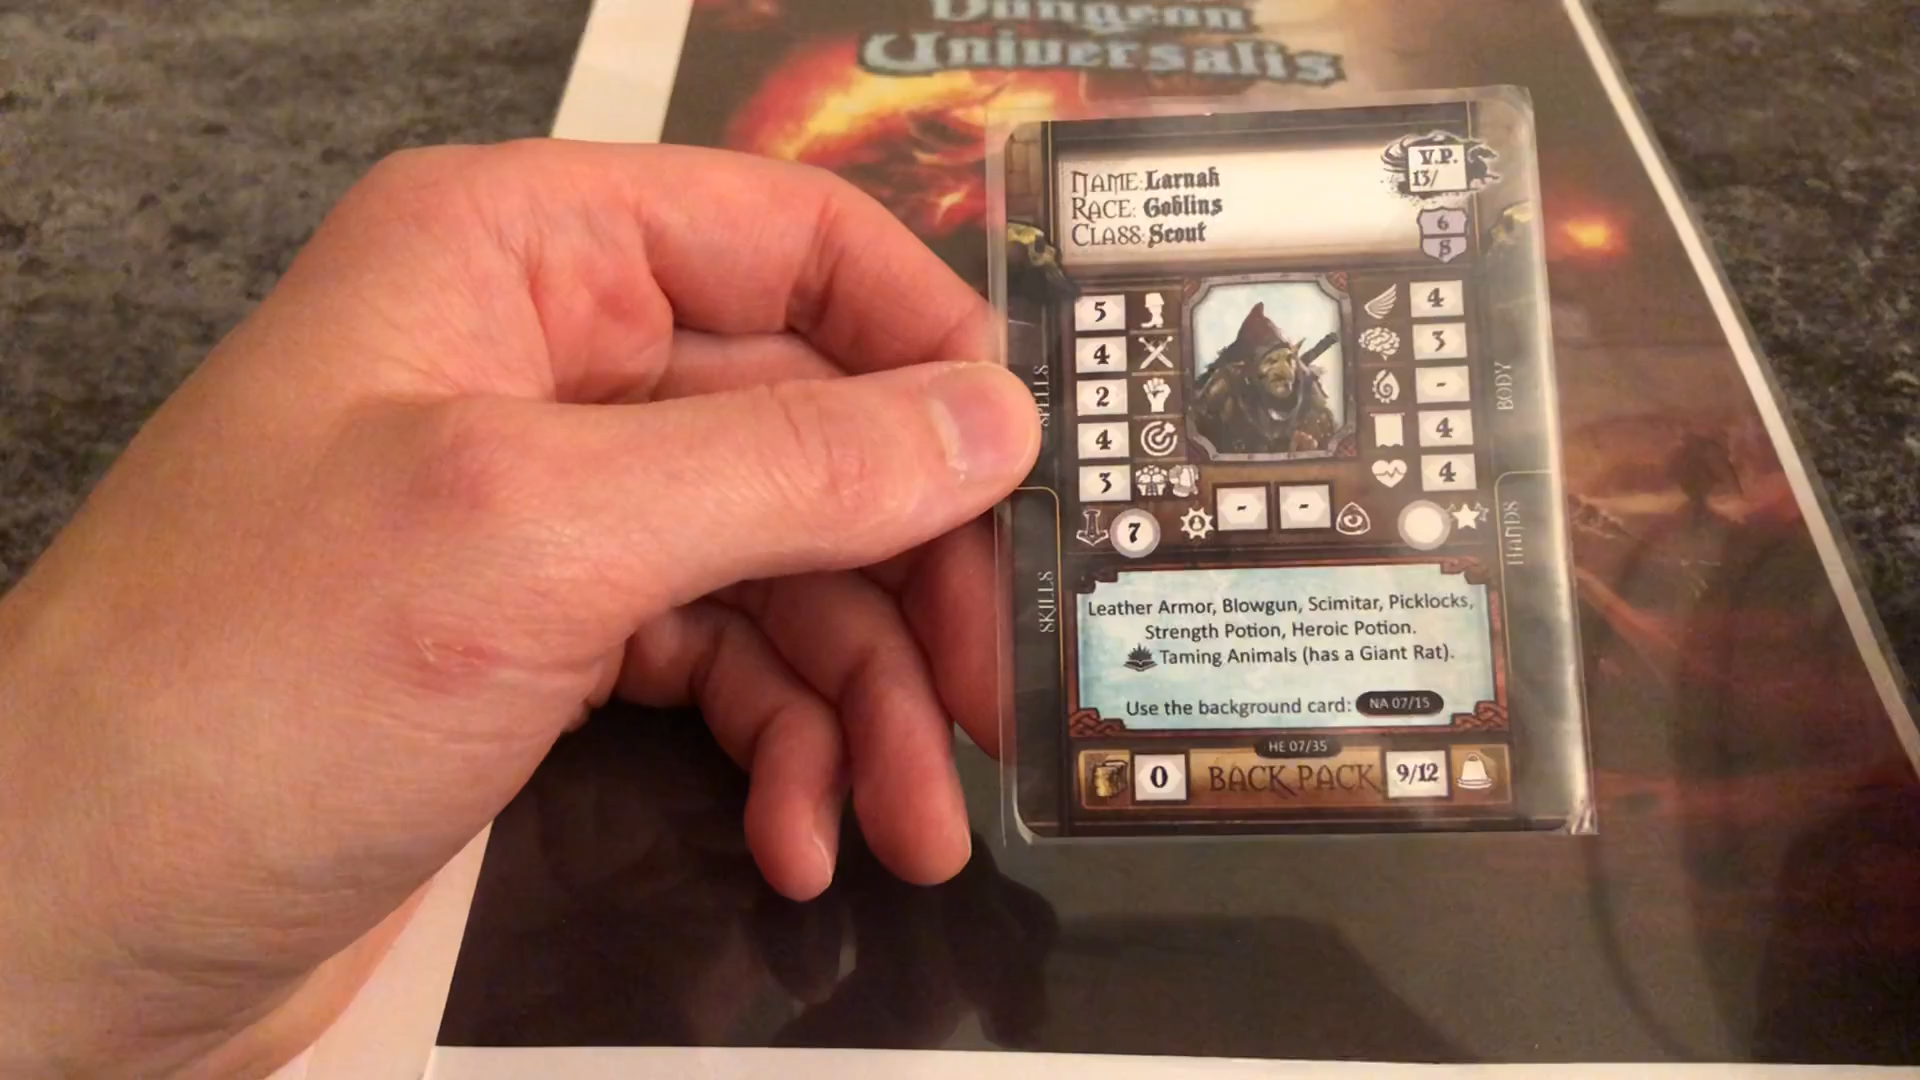 Dungeon
Universalis
NAME: Larnak
RACE: Goblins
CLASS: Scout
V.P.
13/
6
8
5
4
2
4
3
4
3
-
4
4
7
-
-
SPELLS
SKILLS
BODY
HANDS
Leather Armor, Blowgun, Scimitar, Picklocks,
Strength Potion, Heroic Potion.
Taming Animals (has a Giant Rat).
Use the background card: NA 07/15
HE 07/35
0 BACK PACK 9/12